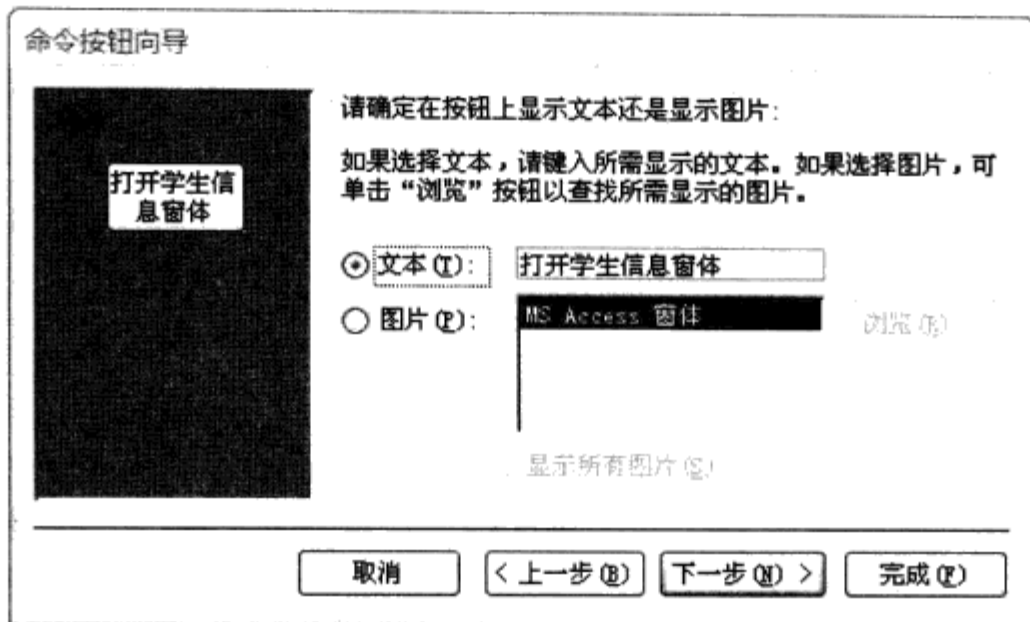 命令按钮向导
请确定在按钮上显示文本还是显示图片:
如果选择文本,请键入所需显示的文本。如果选择图片,可
单击“浏览”按钮以查找所需显示的图片。
打开学生信
息窗体
文本(T): 打开学生信息窗体
图片(P): MS Access 窗体 浏览(R)
显示所有图片(S)
取消 < 上一步(B) 下一步(N) > 完成(F)